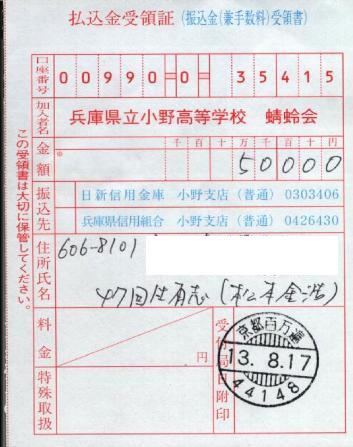 払込金受領証 (振込金(兼手数料)受領書)
口座番号 00990=0= 35415
加入者名 兵庫県立小野高等学校 蜻蛉会
金額 ※ 千百十万千百十円
50000
振込先 日新信用金庫 小野支店(普通)0303406
兵庫県信用組合 小野支店(普通)0426430
住所氏名 606-8101
47回生有志
料金 円
特殊取扱
受付局日附印
京都百万遍
13.8.17
44148
この受領書は大切に保管してください。